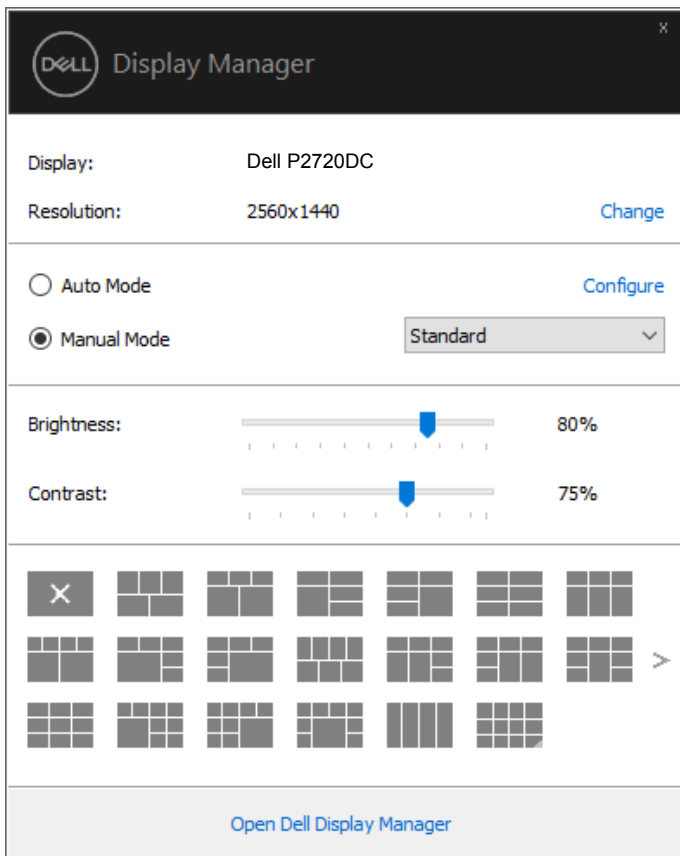 x
DELL Display Manager
Display: Dell P2720DC
Resolution: 2560x1440 Change
Auto Mode Configure
Manual Mode Standard
Brightness: 80%
Contrast: 75%
>
Open Dell Display Manager